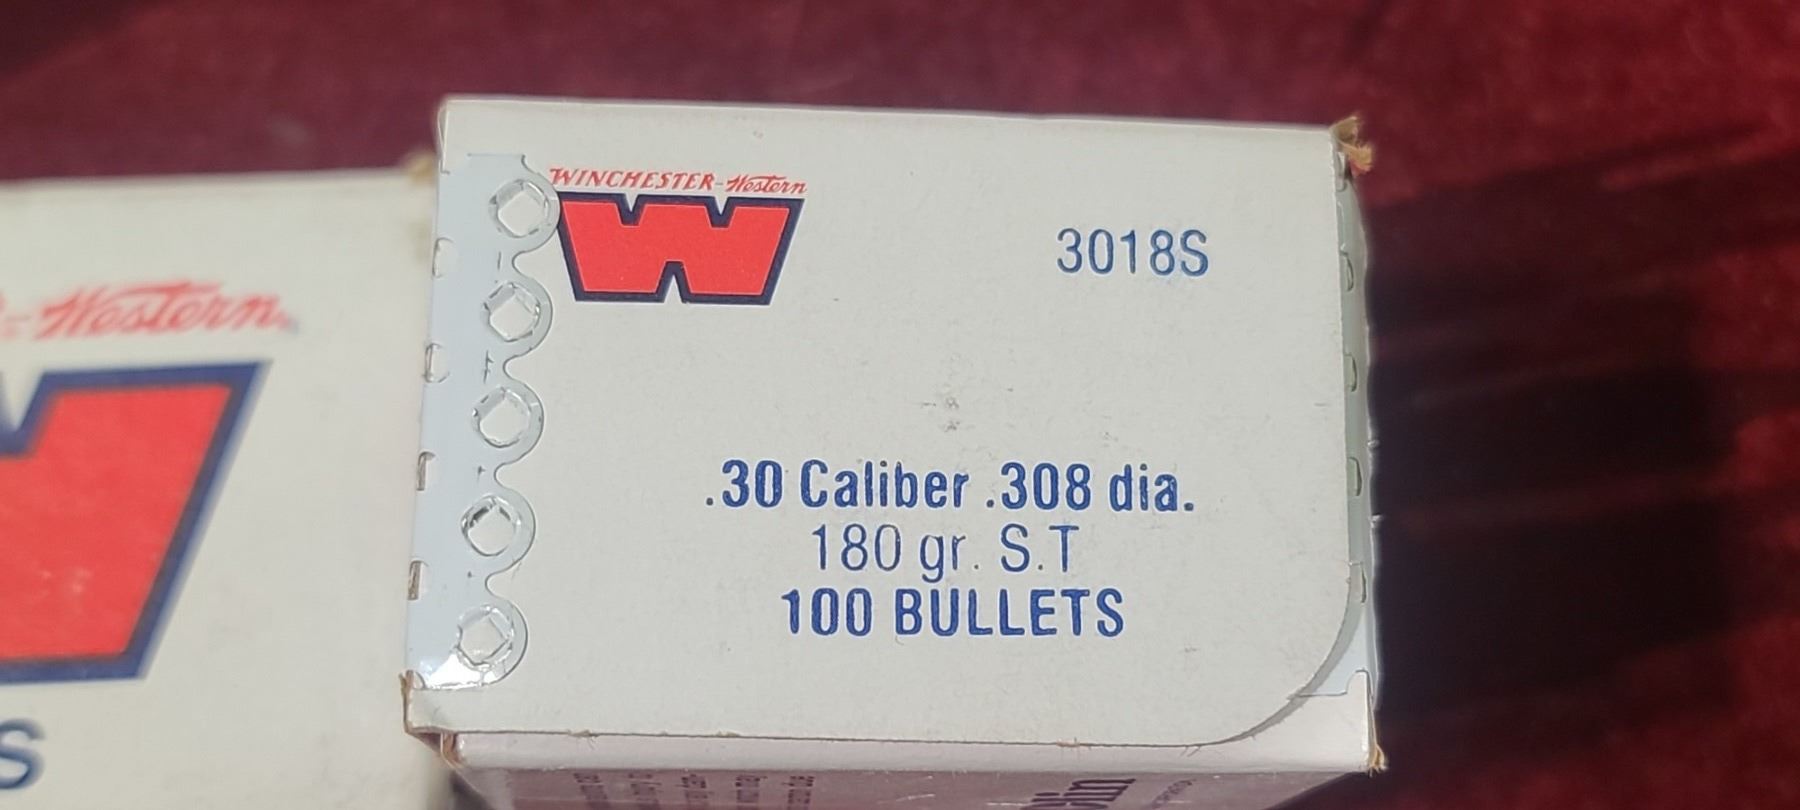 WINCHESTER-Western
W
3018S
.30 Caliber .308 dia.
180 gr. S.T
100 BULLETS
-Western
W
S